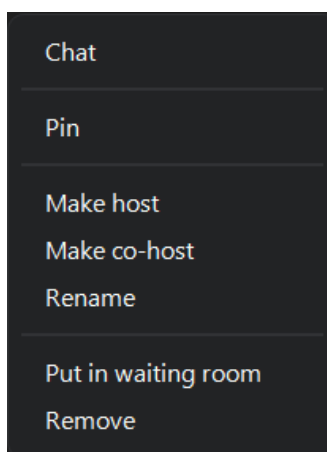 Chat
Pin
Make host
Make co-host
Rename
Put in waiting room
Remove